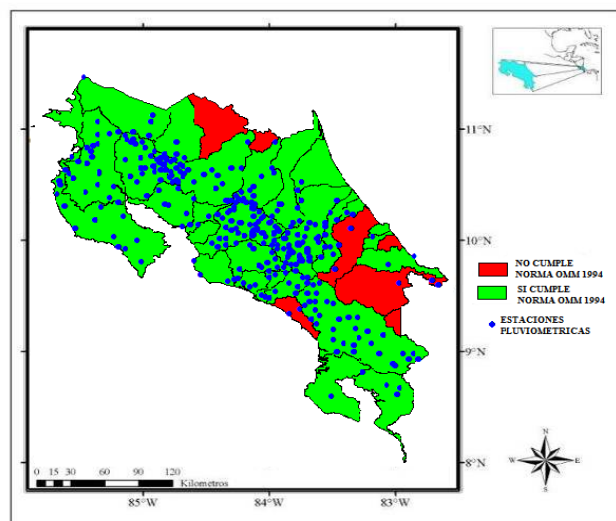 11°N
10°N
9°N
8°N
85°W
84°W
83°W
NO CUMPLE
NORMA OMM 1994
SI CUMPLE
NORMA OMM 1994
ESTACIONES
PLUVIOMETRICAS
0 15 30 60 90 120
Kilometros
N
W E
S